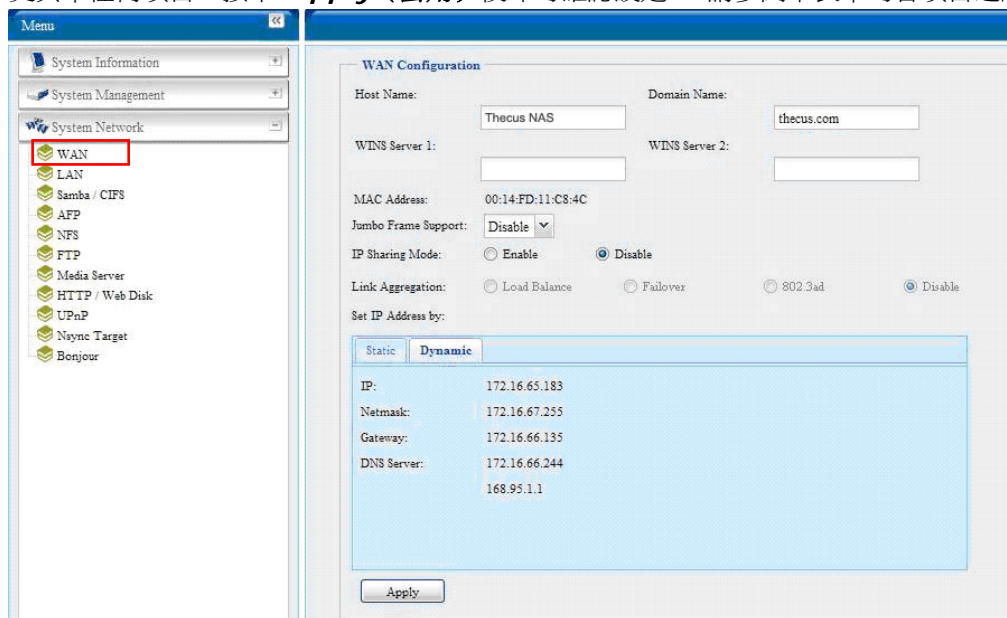 Apply
Menu
System Information
System Management
System Network
WAN
LAN
Samba / CIFS
AFP
NFS
FTP
Media Server
HTTP / Web Disk
UPnP
Nsync Target
Bonjour
WAN Configuration
Host Name: Thecus NAS Domain Name: thecus.com
WINS Server 1: WINS Server 2:
MAC Address: 00:14:FD:11:C8:4C
Jumbo Frame Support: Disable
IP Sharing Mode: Enable Disable
Link Aggregation: Load Balance Failover 802.3ad Disable
Set IP Address by:
Static Dynamic
IP: 172.16.65.183
Netmask: 172.16.67.255
Gateway: 172.16.66.135
DNS Server: 172.16.66.244
168.95.1.1
Apply